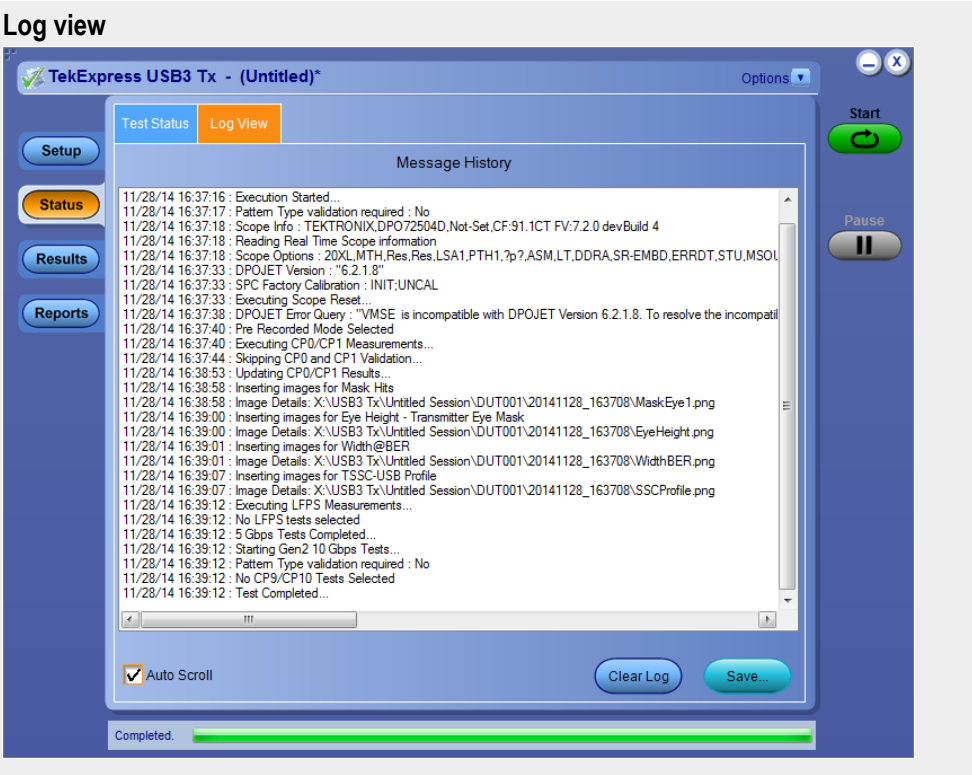 Log view
TekExpress USB3 Tx - (Untitled)*
Options
X
Start
Test Status
Log View
Setup
Message History
Status
Pause
Results
Reports
11/28/14 16:37:16 : Execution Started...
11/28/14 16:37:17 : Pattern Type validation required : No
11/28/14 16:37:18 : Scope Info : TEKTRONIX,DPO72504D,Not-Set,CF:91.1CT FV:7.2.0 devBuild 4
11/28/14 16:37:18 : Reading Real Time Scope information
11/28/14 16:37:18 : Scope Options : 20XL,MTH,Res,Res,LSA1,PTH1,?p?,ASM,LT,DDRA,SR-EMBD,ERRDT,STU,MSOU
11/28/14 16:37:33 : DPOJET Version : "6.2.1.8"
11/28/14 16:37:33 : SPC Factory Calibration : INIT;UNCAL
11/28/14 16:37:33 : Executing Scope Reset...
11/28/14 16:37:38 : DPOJET Error Query : "VMSE is incompatible with DPOJET Version 6.2.1.8. To resolve the incompatil
11/28/14 16:37:40 : Pre Recorded Mode Selected
11/28/14 16:37:40 : Executing CP0/CP1 Measurements...
11/28/14 16:37:44 : Skipping CP0 and CP1 Validation...
11/28/14 16:38:53 : Updating CP0/CP1 Results...
11/28/14 16:38:58 : Inserting images for Mask Hits
11/28/14 16:38:58 : Image Details: X:\USB3 Tx\Untitled Session\DUT001\20141128_163708\MaskEye1.png
11/28/14 16:39:00 : Inserting images for Eye Height - Transmitter Eye Mask
11/28/14 16:39:00 : Image Details: X:\USB3 Tx\Untitled Session\DUT001\20141128_163708\EyeHeight.png
11/28/14 16:39:01 : Inserting images for Width@BER
11/28/14 16:39:01 : Image Details: X:\USB3 Tx\Untitled Session\DUT001\20141128_163708\WidthBER.png
11/28/14 16:39:07 : Inserting images for TSSC-USB Profile
11/28/14 16:39:07 : Image Details: X:\USB3 Tx\Untitled Session\DUT001\20141128_163708\SSCProfile.png
11/28/14 16:39:12 : Executing LFPS Measurements...
11/28/14 16:39:12 : No LFPS tests selected
11/28/14 16:39:12 : 5 Gbps Tests Completed...
11/28/14 16:39:12 : Starting Gen2 10 Gbps Tests...
11/28/14 16:39:12 : Pattern Type validation required : No
11/28/14 16:39:12 : No CP9/CP10 Tests Selected
11/28/14 16:39:12 : Test Completed...
Auto Scroll
Clear Log
Save...
Completed.